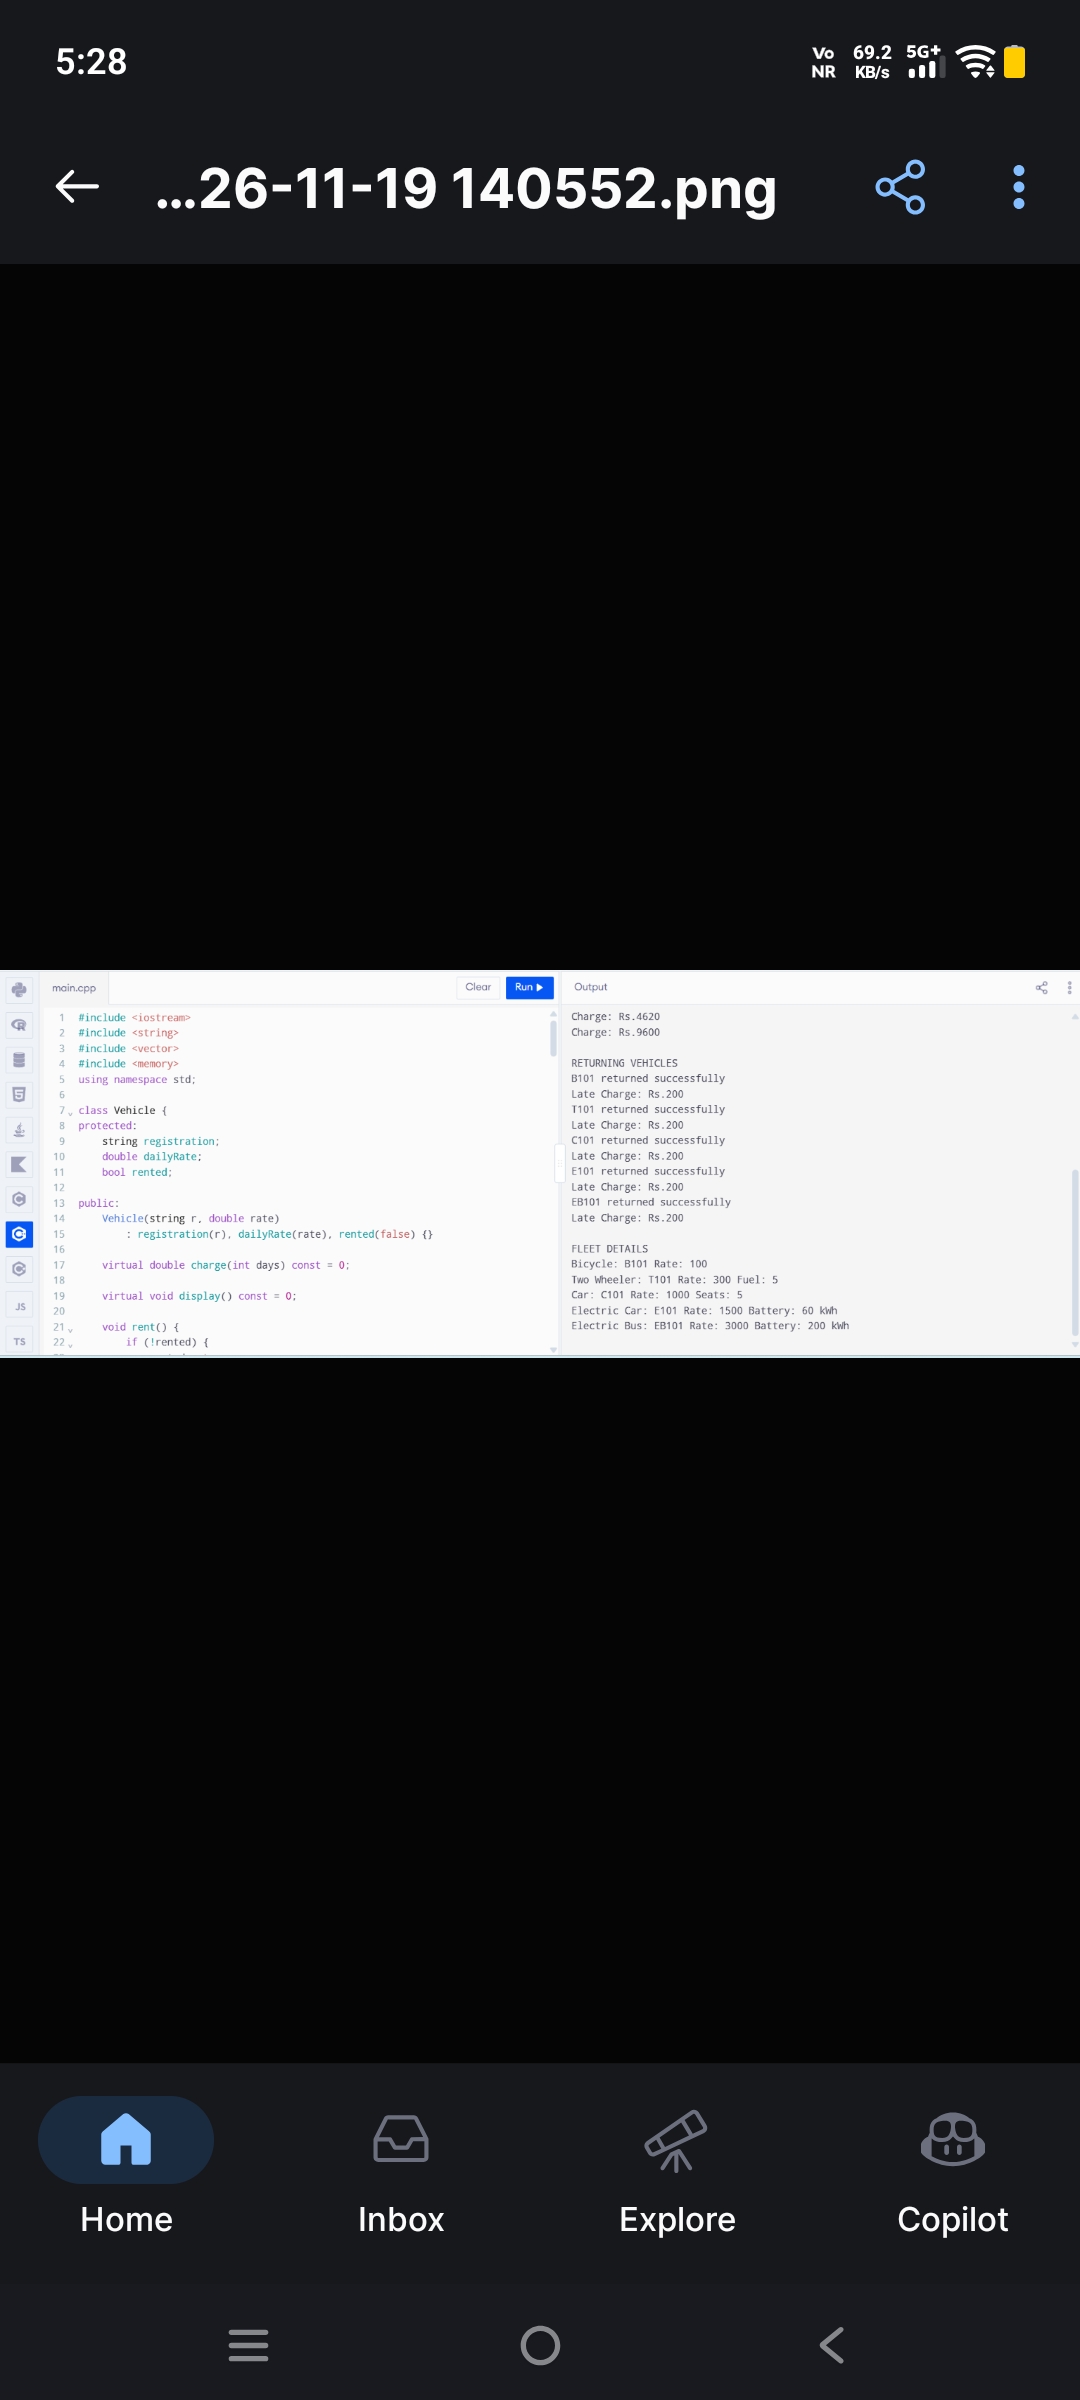 5:28
Vo
NR
69.2
KB/s
5G+
...26-11-19 140552.png
main.cpp
Clear
Run
1 #include <iostream>
2 #include <string>
3 #include <vector>
4 #include <memory>
5 using namespace std;
6
7 class Vehicle {
8 protected:
9 string registration;
10 double dailyRate;
11 bool rented;
12
13 public:
14 Vehicle(string r, double rate)
15 : registration(r), dailyRate(rate), rented(false) {}
16
17 virtual double charge(int days) const = 0;
18
19 virtual void display() const = 0;
20
21 void rent() {
22 if (!rented) {
JS
TS
Output
Charge: Rs.4620
Charge: Rs.9600
RETURNING VEHICLES
B101 returned successfully
Late Charge: Rs.200
T101 returned successfully
Late Charge: Rs.200
C101 returned successfully
Late Charge: Rs.200
E101 returned successfully
Late Charge: Rs.200
EB101 returned successfully
Late Charge: Rs.200
FLEET DETAILS
Bicycle: B101 Rate: 100
Two Wheeler: T101 Rate: 300 Fuel: 5
Car: C101 Rate: 1000 Seats: 5
Electric Car: E101 Rate: 1500 Battery: 60 kWh
Electric Bus: EB101 Rate: 3000 Battery: 200 kWh
Home
Inbox
Explore
Copilot